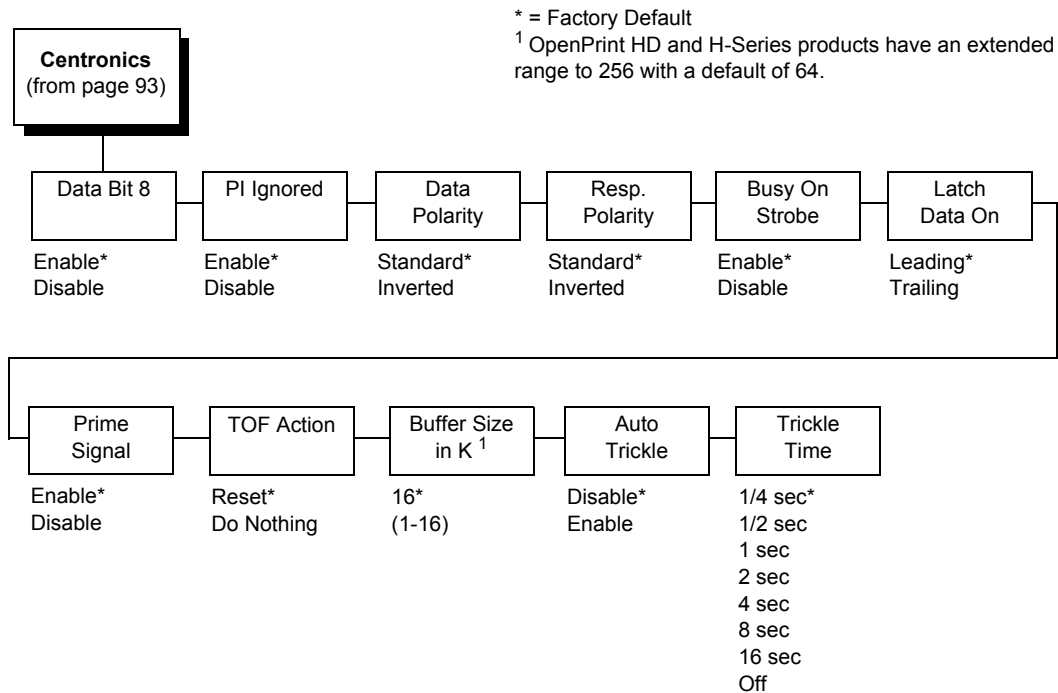 * = Factory Default
¹ OpenPrint HD and H-Series products have an extended
range to 256 with a default of 64.
Centronics
(from page 93)
Data Bit 8
Enable*
Disable
PI Ignored
Enable*
Disable
Data
Polarity
Standard*
Inverted
Resp.
Polarity
Standard*
Inverted
Busy On
Strobe
Enable*
Disable
Latch
Data On
Leading*
Trailing
Prime
Signal
Enable*
Disable
TOF Action
Reset*
Do Nothing
Buffer Size
in K ¹
16*
(1-16)
Auto
Trickle
Disable*
Enable
Trickle
Time
1/4 sec*
1/2 sec
1 sec
2 sec
4 sec
8 sec
16 sec
Off